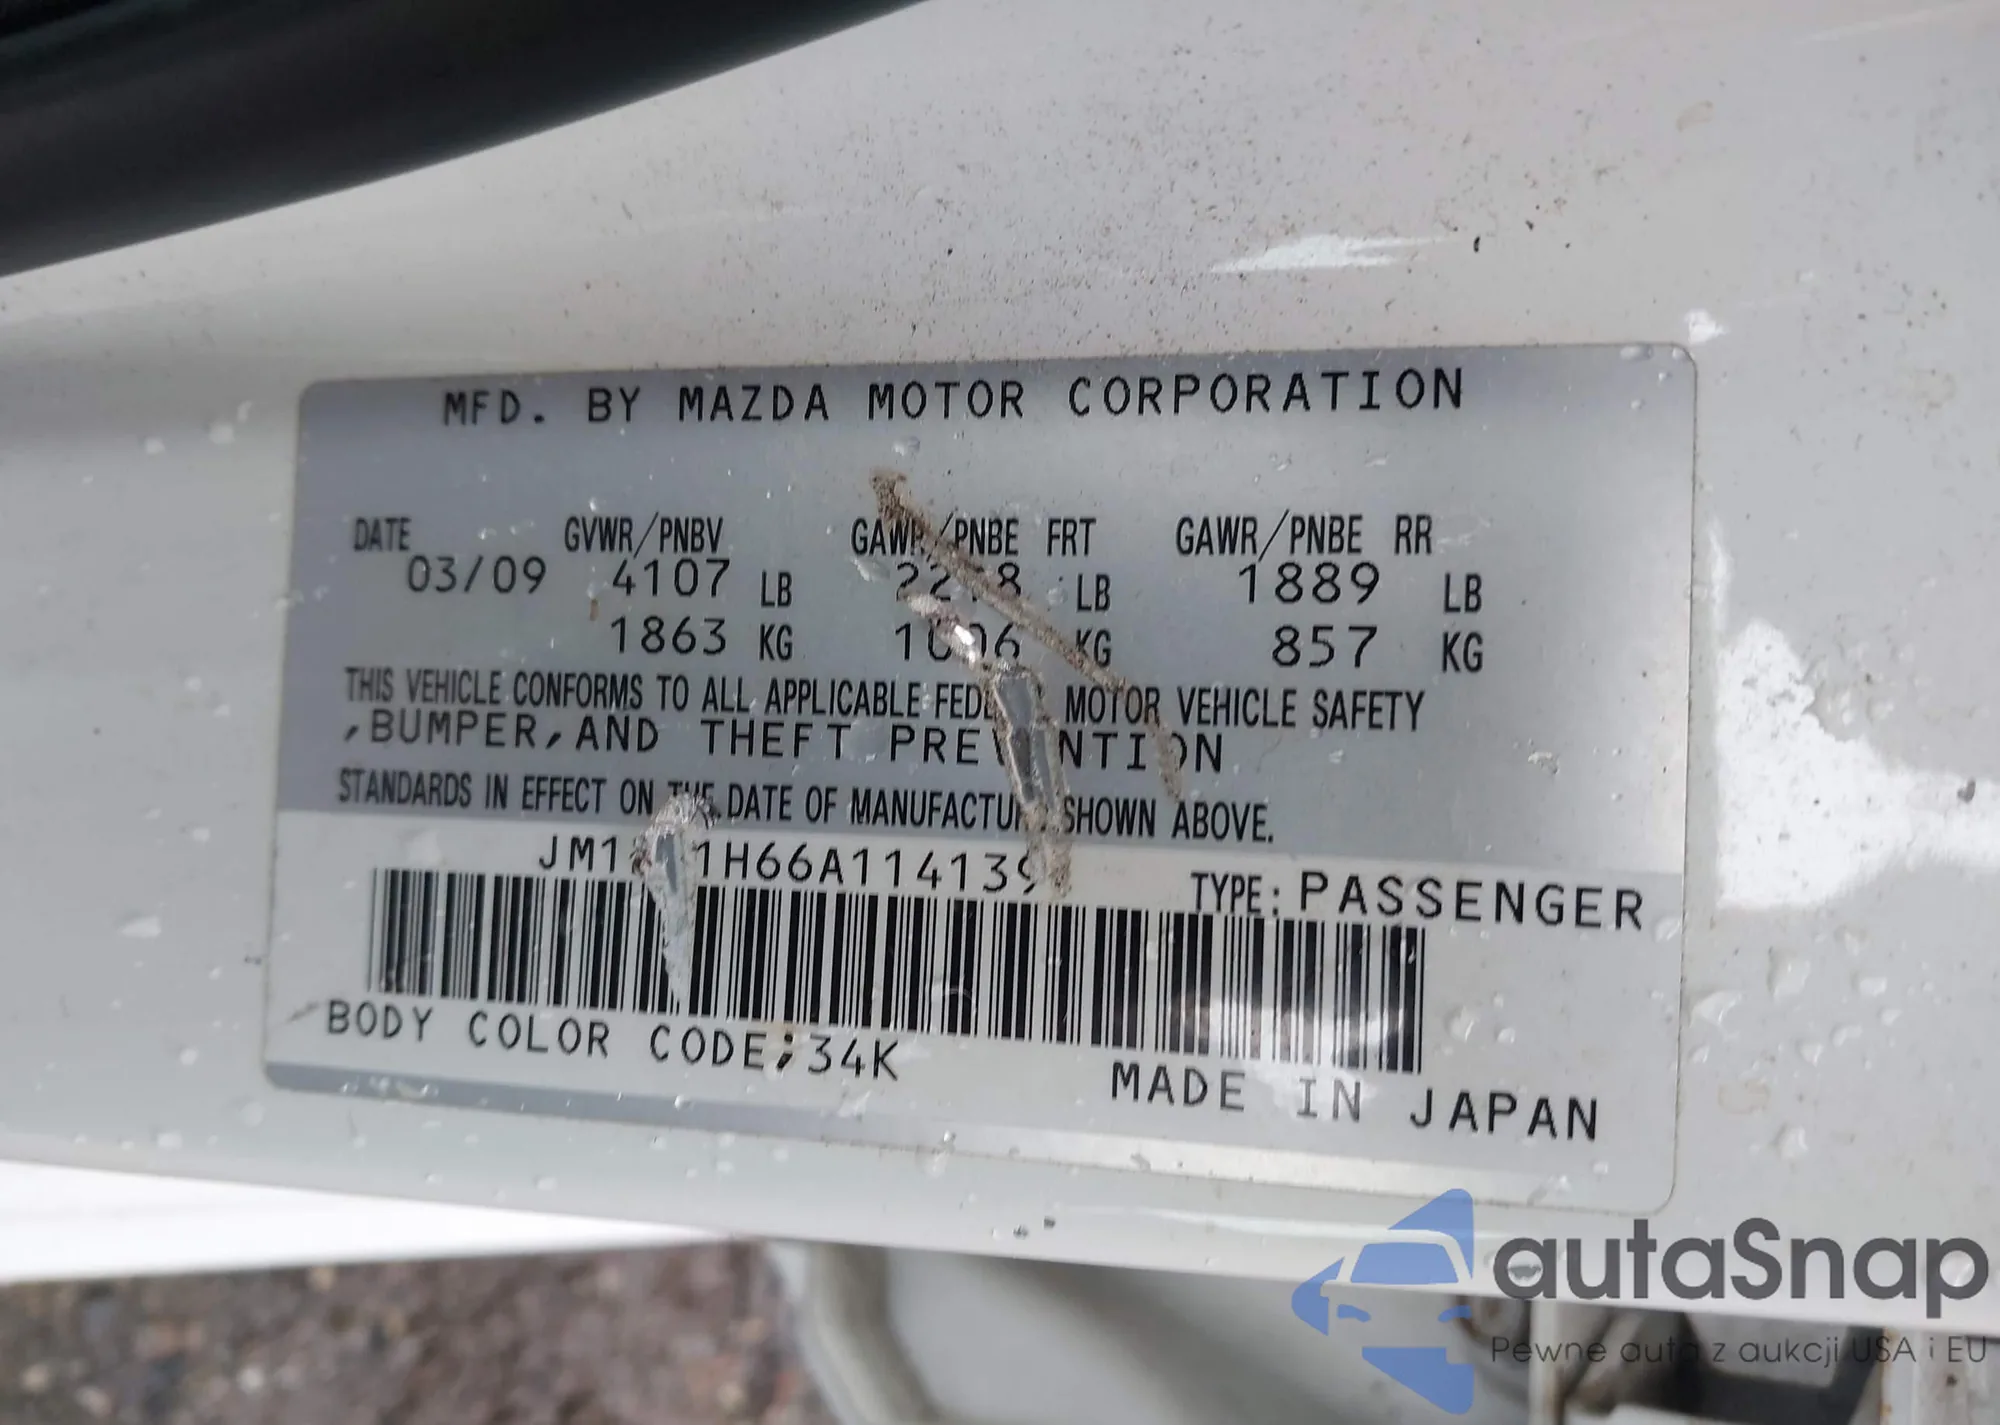 MFD. BY MAZDA MOTOR CORPORATION
DATE GVWR/PNBV GAWR/PNBE FRT GAWR/PNBE RR
03/09 4107 LB LB 1889 LB
1863 KG KG 857 KG
THIS VEHICLE CONFORMS TO ALL APPLICABLE MOTOR VEHICLE SAFETY
,BUMPER,AND THEFT PREVENTION
STANDARDS IN EFFECT ON THE DATE OF MANUFACTURE SHOWN ABOVE.
TYPE: PASSENGER
BODY COLOR CODE;34K
MADE IN JAPAN
autaSnap
Pewne auta z aukcji USA i EU